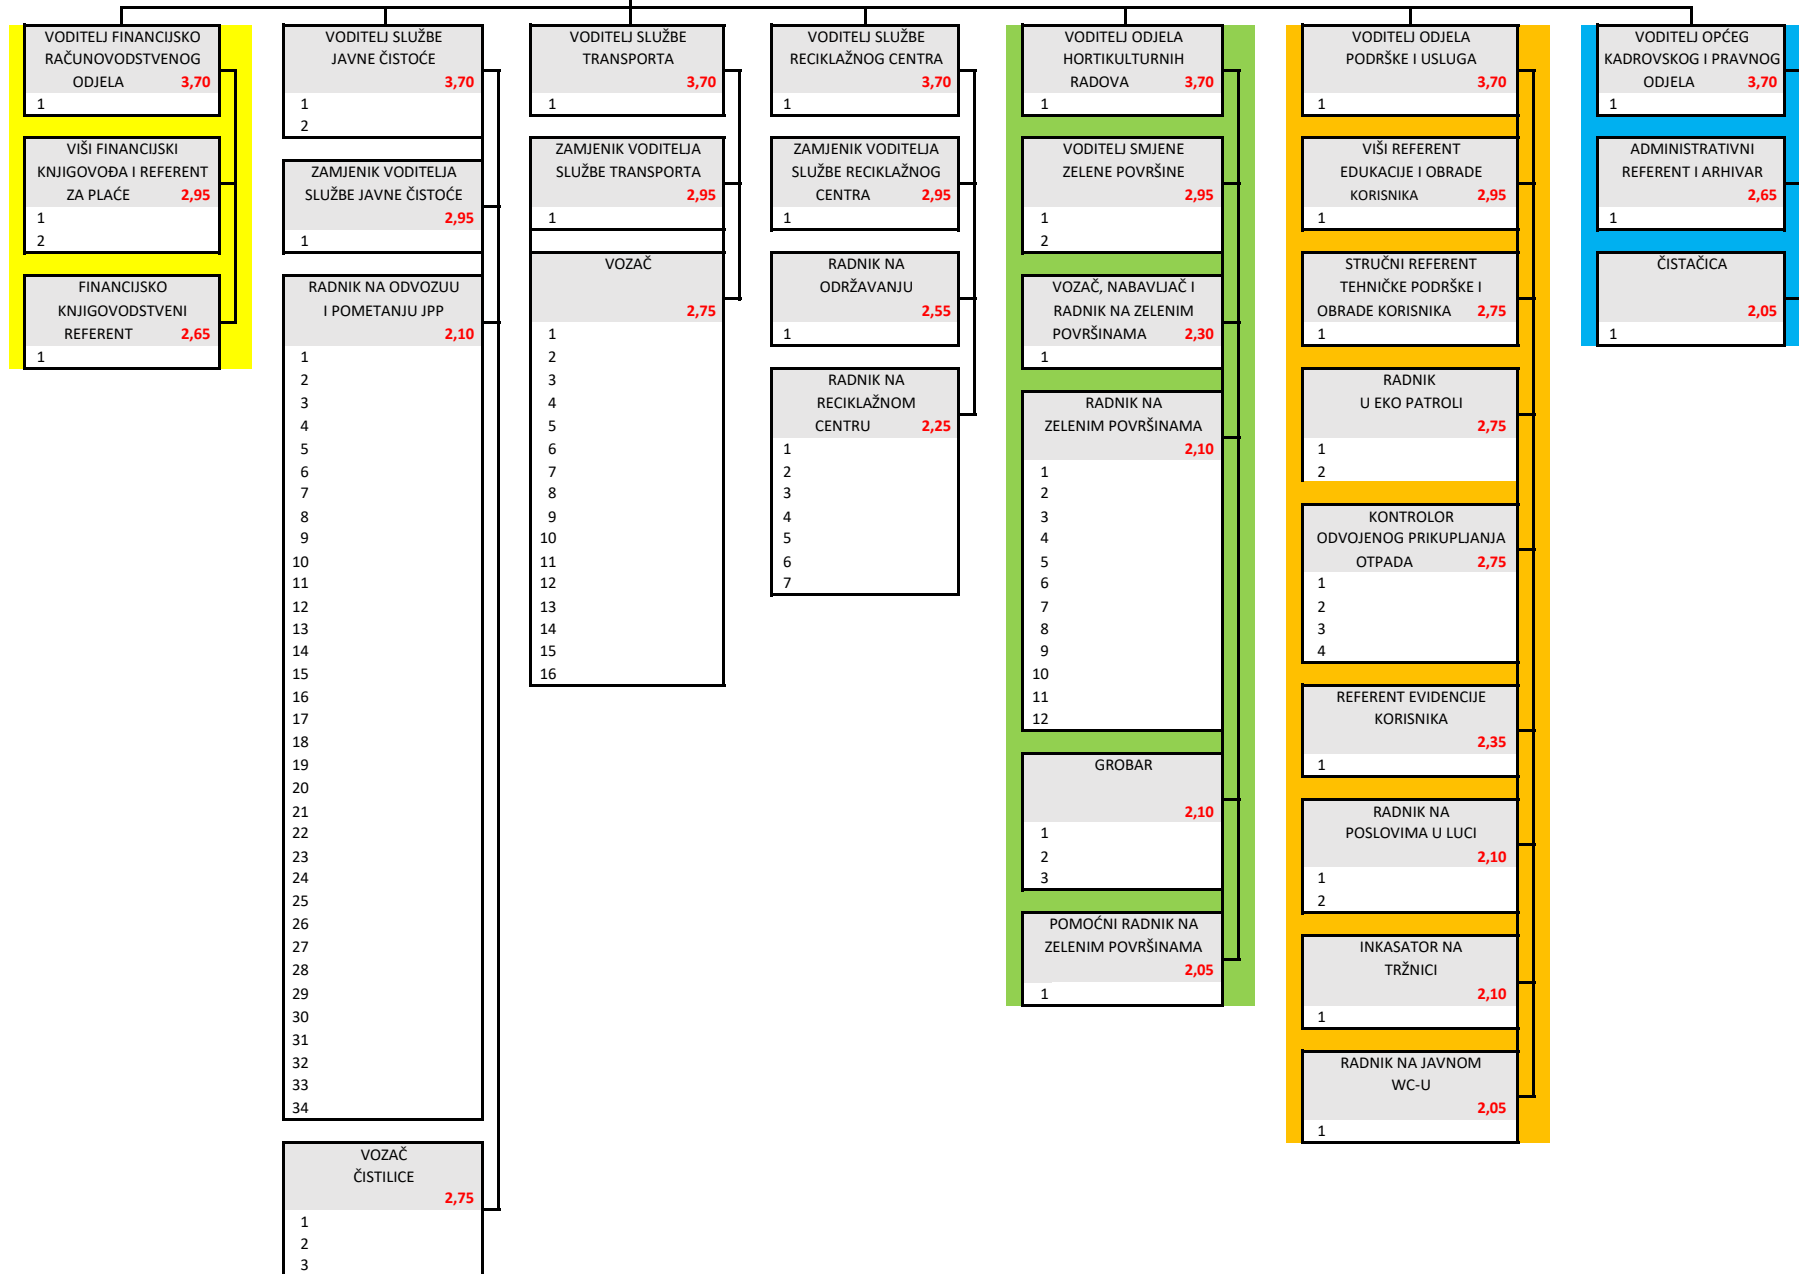 VODITELJ FINANCIJSKO
RAČUNOVODSTVENOG
ODJELA 3,70
1
VIŠI FINANCIJSKI
KNJIGOVOĐA I REFERENT
ZA PLAĆE 2,95
1
2
FINANCIJSKO
KNJIGOVODSTVENI
REFERENT 2,65
1
VODITELJ SLUŽBE
JAVNE ČISTOĆE
3,70
1
2
ZAMJENIK VODITELJA
SLUŽBE JAVNE ČISTOĆE
2,95
1
RADNIK NA ODVOZUU
I POMETANJU JPP
2,10
1
2
3
4
5
6
7
8
9
10
11
12
13
14
15
16
17
18
19
20
21
22
23
24
25
26
27
28
29
30
31
32
33
34
VOZAČ
ČISTILICE
2,75
1
2
3
VODITELJ SLUŽBE
TRANSPORTA
3,70
1
ZAMJENIK VODITELJA
SLUŽBE TRANSPORTA
2,95
1
VOZAČ
2,75
1
2
3
4
5
6
7
8
9
10
11
12
13
14
15
16
VODITELJ SLUŽBE
RECIKLAŽNOG CENTRA
3,70
1
ZAMJENIK VODITELJA
SLUŽBE RECIKLAŽNOG
CENTRA 2,95
1
RADNIK NA
ODRŽAVANJU
2,55
1
RADNIK NA
RECIKLAŽNOM
CENTRU 2,25
1
2
3
4
5
6
7
VODITELJ ODJELA
HORTIKULTURNIH
RADOVA 3,70
1
VODITELJ SMJENE
ZELENE POVRŠINE
2,95
1
2
VOZAČ, NABAVLJAČ I
RADNIK NA ZELENIM
POVRŠINAMA 2,30
1
RADNIK NA
ZELENIM POVRŠINAMA
2,10
1
2
3
4
5
6
7
8
9
10
11
12
GROBAR
2,10
1
2
3
POMOĆNI RADNIK NA
ZELENIM POVRŠINAMA
2,05
1
VODITELJ ODJELA
PODRŠKE I USLUGA
3,70
1
VIŠI REFERENT
EDUKACIJE I OBRADE
KORISNIKA 2,95
1
STRUČNI REFERENT
TEHNIČKE PODRŠKE I
OBRADE KORISNIKA 2,75
1
RADNIK
U EKO PATROLI
2,75
1
2
KONTROLOR
ODVOJENOG PRIKUPLJANJA
OTPADA 2,75
1
2
3
4
REFERENT EVIDENCIJE
KORISNIKA
2,35
1
RADNIK NA
POSLOVIMA U LUCI
2,10
1
2
INKASATOR NA
TRŽNICI
2,10
1
RADNIK NA JAVNOM
WC-U
2,05
1
VODITELJ OPĆEG
KADROVSKOG I PRAVNOG
ODJELA 3,70
1
ADMINISTRATIVNI
REFERENT I ARHIVAR
2,65
1
ČISTAČICA
2,05
1